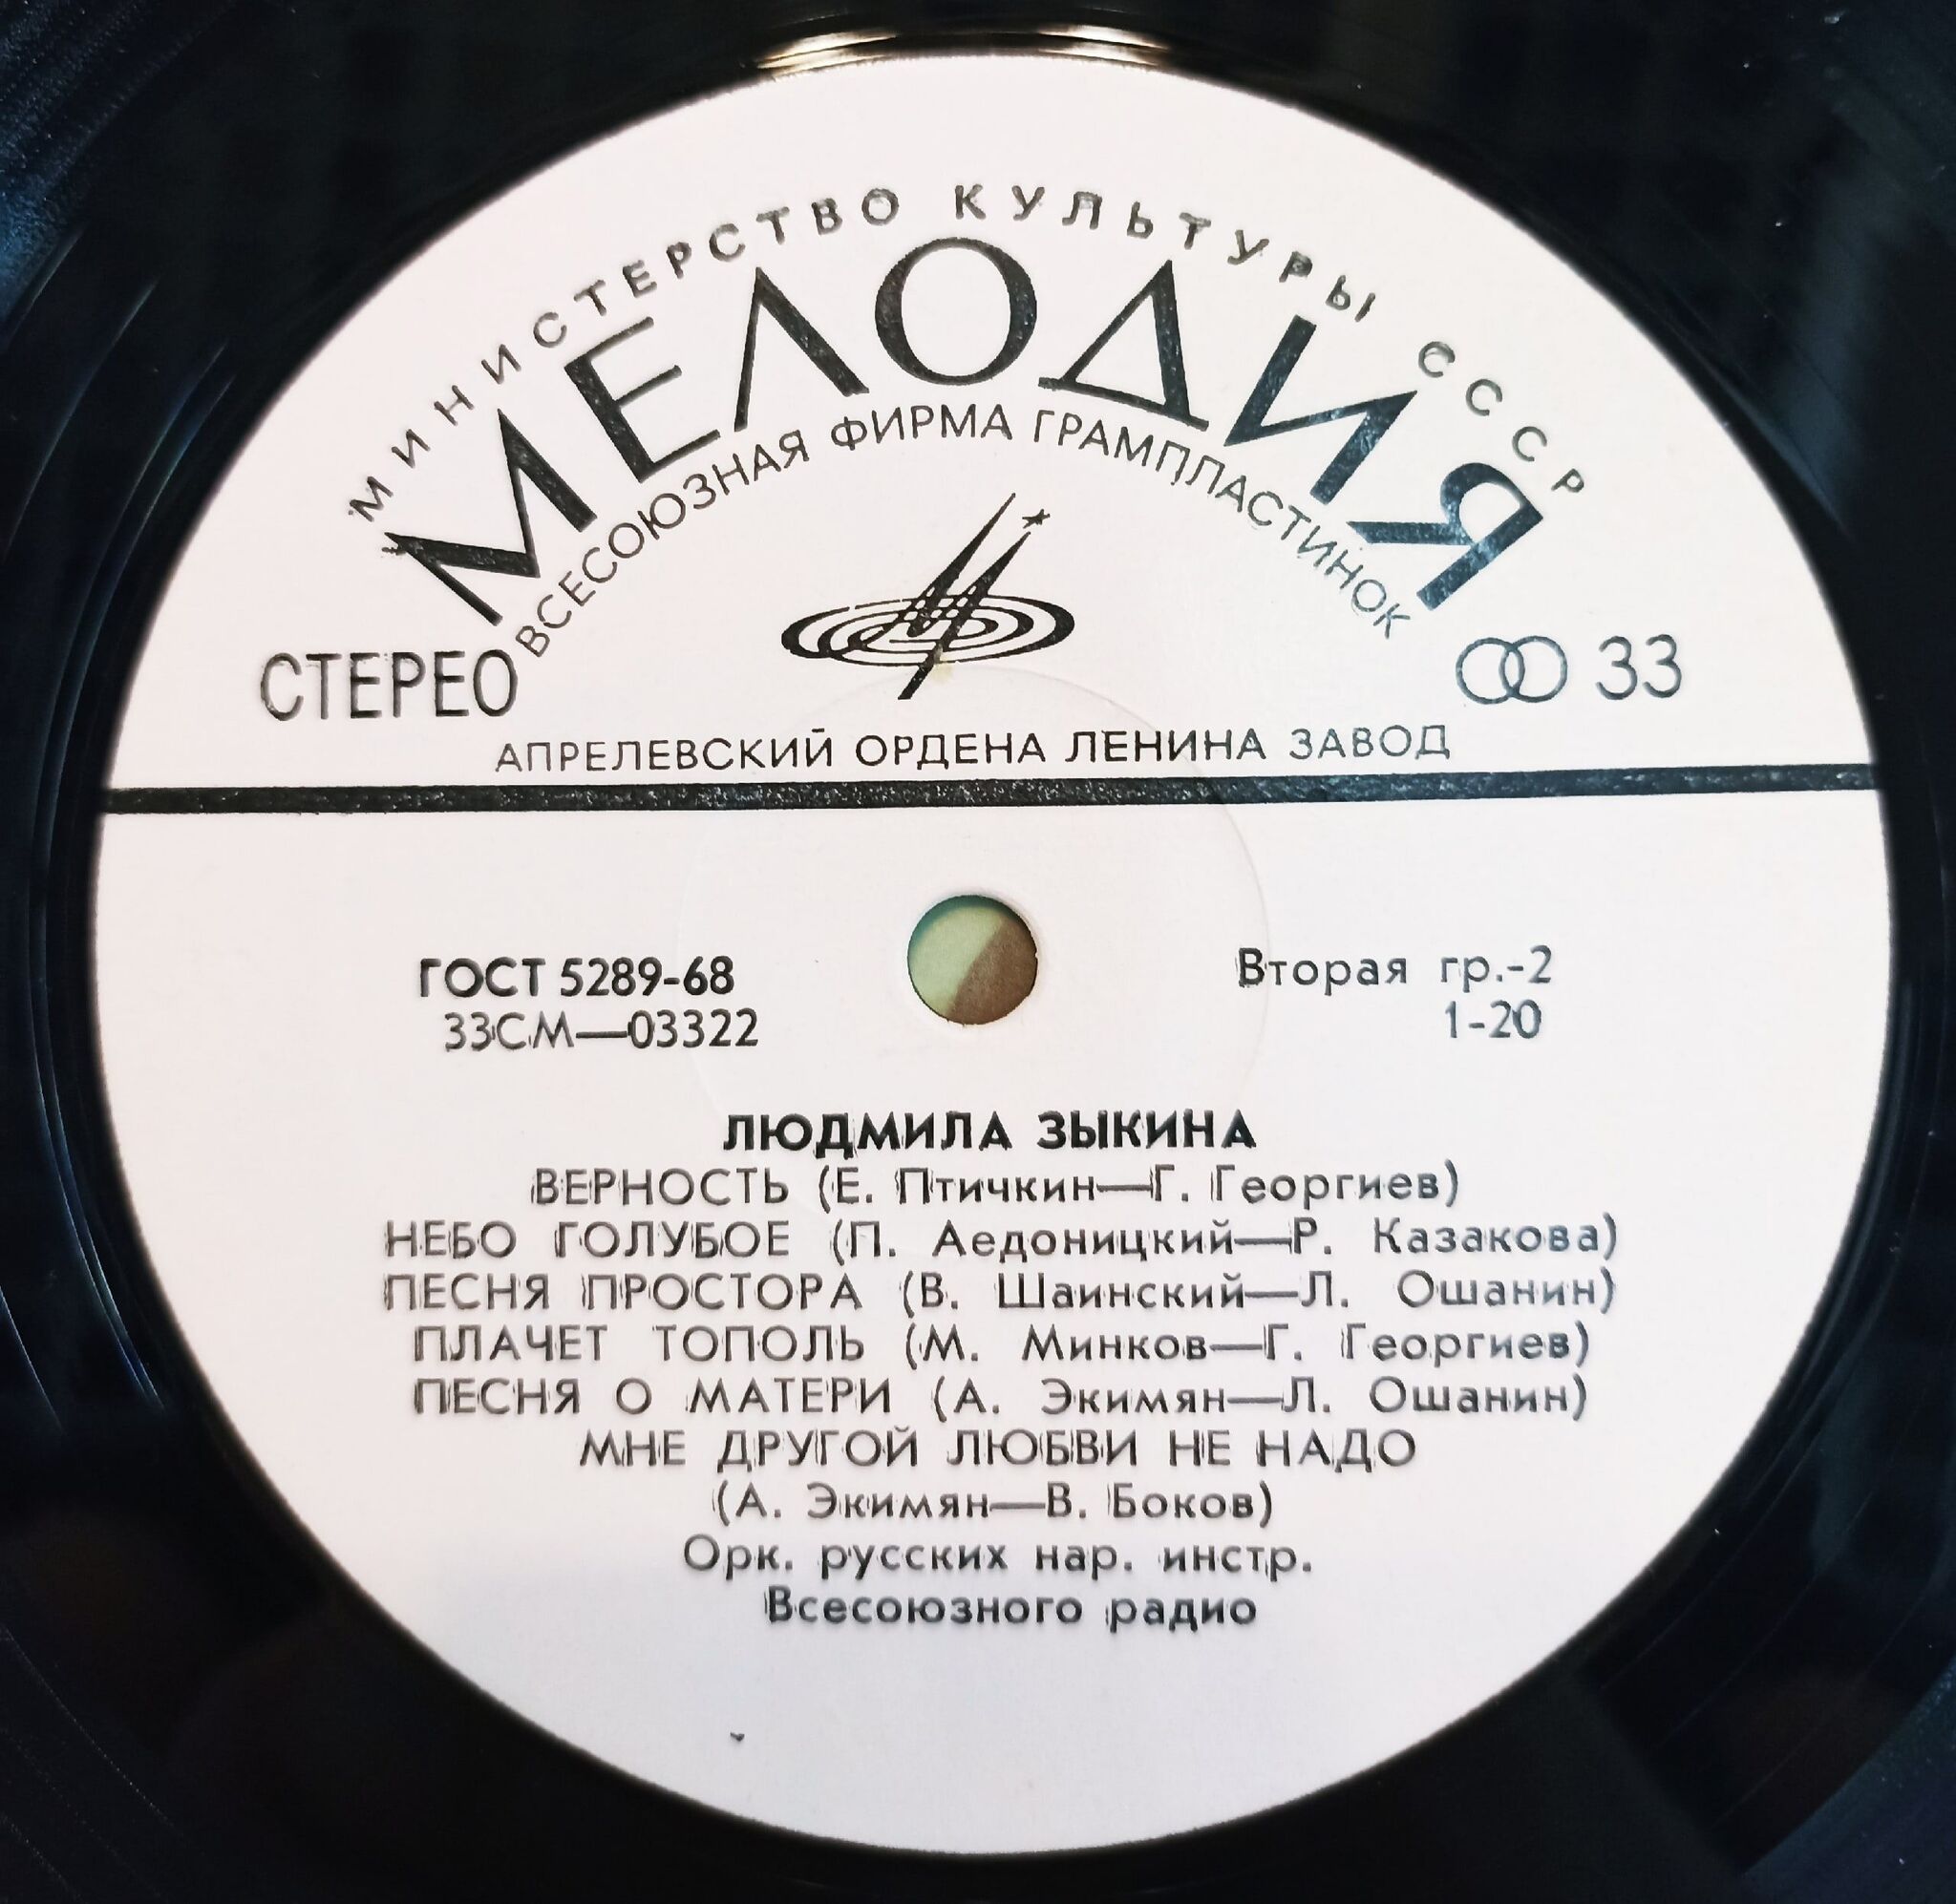 МИНИСТЕРСТВО КУЛЬТУРЫ СССР
МЕЛОДИЯ
ВСЕСОЮЗНАЯ ФИРМА ГРАМПЛАСТИНОК
СТЕРЕО
33
АПРЕЛЕВСКИЙ ОРДЕНА ЛЕНИНА ЗАВОД
ГОСТ 5289-68
33СМ—03322
Вторая гр.-2
1-20
ЛЮДМИЛА ЗЫКИНА
ВЕРНОСТЬ (Е. Птичкин—Г. Георгиев)
НЕБО ГОЛУБОЕ (П. Аедоницкий—Р. Казакова)
ПЕСНЯ ПРОСТОРА (В. Шаинский—Л. Ошанин)
ПЛАЧЕТ ТОПОЛЬ (М. Минков—Г. Георгиев)
ПЕСНЯ О МАТЕРИ (А. Экимян—Л. Ошанин)
МНЕ ДРУГОЙ ЛЮБВИ НЕ НАДО
(А. Экимян—В. Боков)
Орк. русских нар. инстр.
Всесоюзного радио